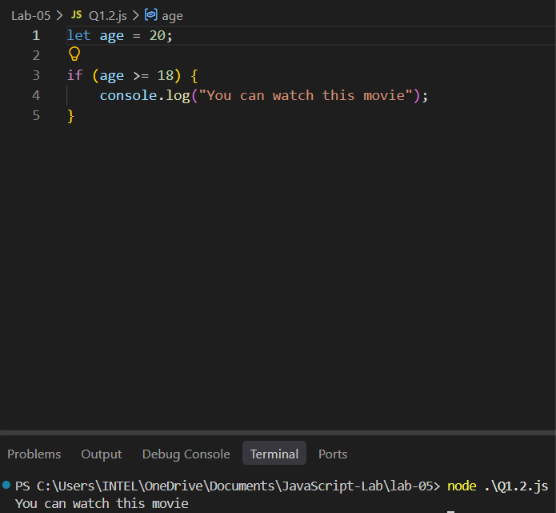 Lab-05 > JS Q1.2.js > age
1 let age = 20;
2
3 if (age >= 18) {
4     console.log("You can watch this movie");
5 }
Problems Output Debug Console Terminal Ports
PS C:\Users\INTEL\OneDrive\Documents\JavaScript-Lab\lab-05> node .\Q1.2.js
You can watch this movie